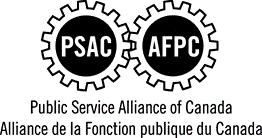 PSAC AFPC
Public Service Alliance of Canada
Alliance de la Fonction publique du Canada